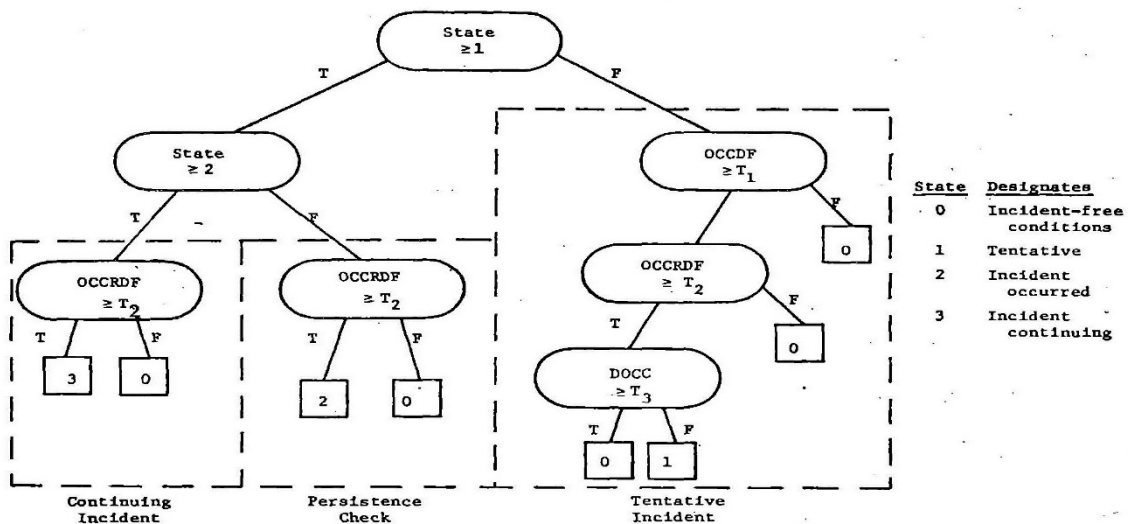 State
≥1
T
F
State
≥2
OCCDF
≥T₁
T
F
F
0
OCCRDF
≥T₂
OCCRDF
≥T₂
OCCRDF
≥T₂
T
F
T
F
T
F
3
0
2
0
0
DOCC
≥T₃
T
F
0
1
Continuing
Incident
Persistence
Check
Tentative
Incident
State Designates
0 Incident-free
conditions
1 Tentative
2 Incident
occurred
3 Incident
continuing